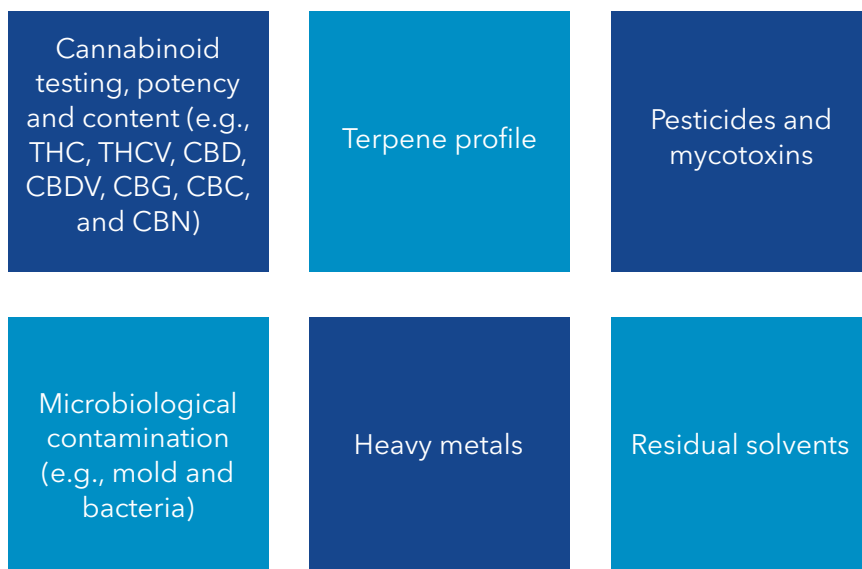 Cannabinoid
testing, potency
and content (e.g.,
THC, THCV, CBD,
CBDV, CBG, CBC,
and CBN)
Terpene profile
Pesticides and
mycotoxins
Microbiological
contamination
(e.g., mold and
bacteria)
Heavy metals
Residual solvents